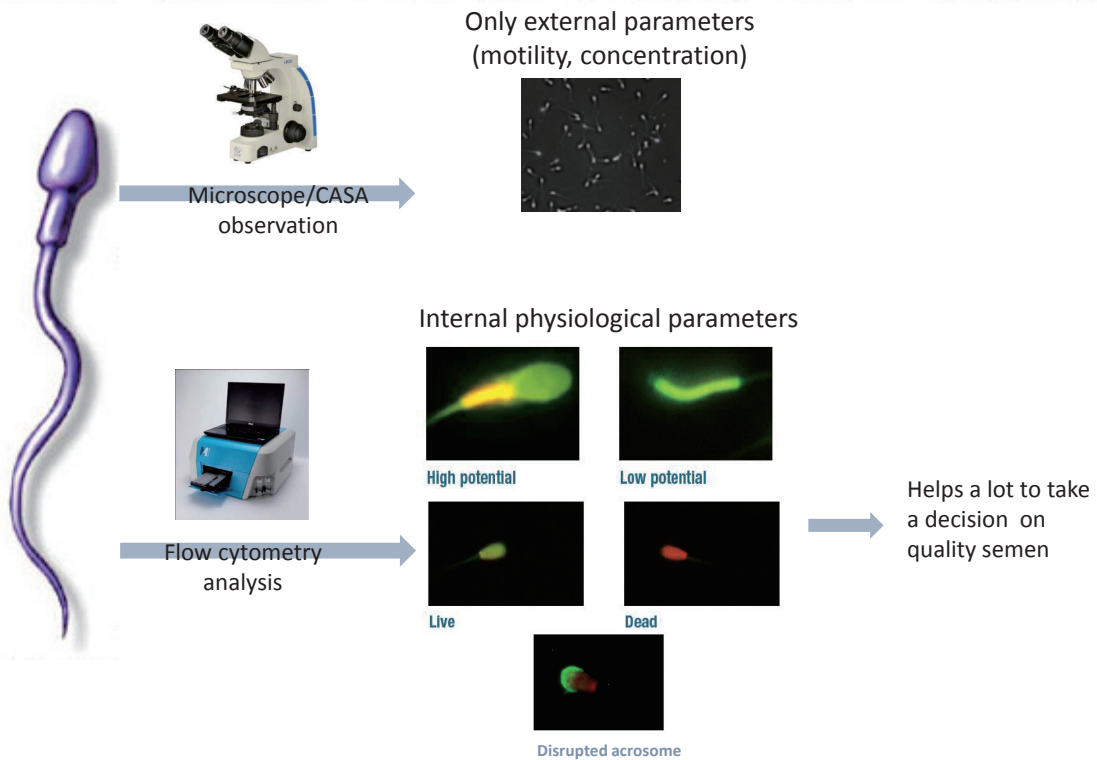 Only external parameters
(motility, concentration)
Microscope/CASA
observation
Internal physiological parameters
High potential
Low potential
Flow cytometry
analysis
Live
Dead
Disrupted acrosome
Helps a lot to take
a decision on
quality semen